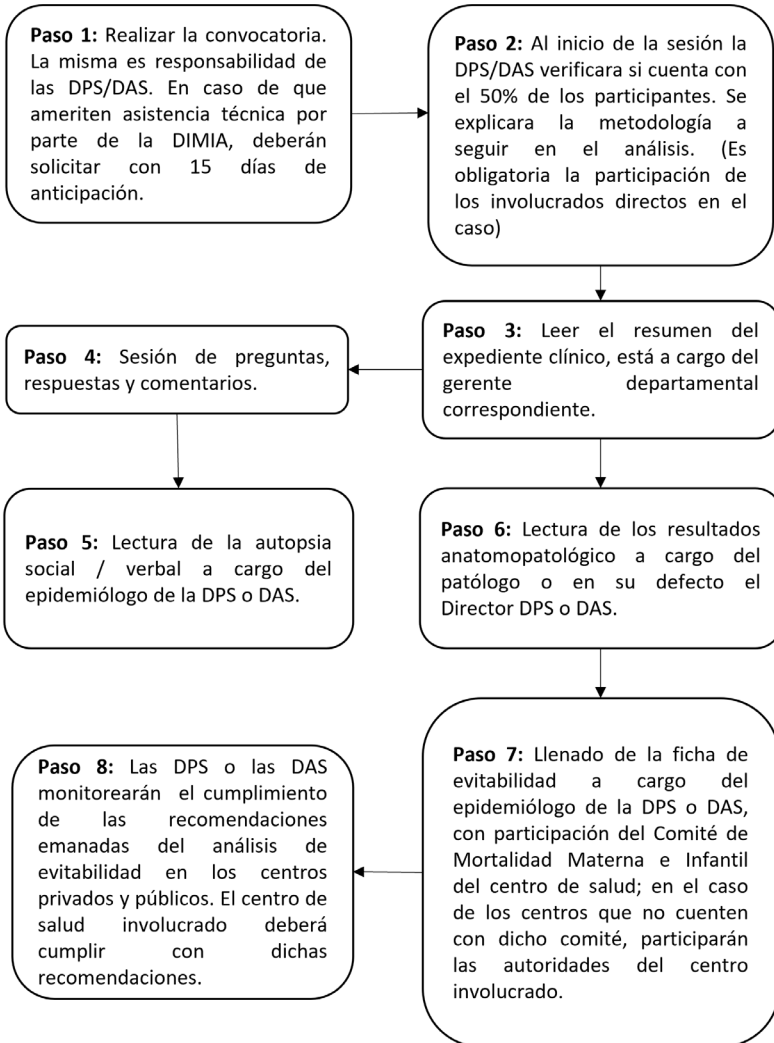 Paso 1: Realizar la convocatoria.
La misma es responsabilidad de
las DPS/DAS. En caso de que
ameriten asistencia técnica por
parte de la DIMIA, deberán
solicitar con 15 días de
anticipación.
Paso 2: Al inicio de la sesión la
DPS/DAS verificara si cuenta con
el 50% de los participantes. Se
explicara la metodología a
seguir en el análisis. (Es
obligatoria la participación de
los involucrados directos en el
caso)
Paso 3: Leer el resumen del
expediente clínico, está a cargo del
gerente departamental
correspondiente.
Paso 4: Sesión de preguntas,
respuestas y comentarios.
Paso 5: Lectura de la autopsia
social / verbal a cargo del
epidemiólogo de la DPS o DAS.
Paso 6: Lectura de los resultados
anatomopatológico a cargo del
patólogo o en su defecto el
Director DPS o DAS.
Paso 7: Llenado de la ficha de
evitabilidad a cargo del
epidemiólogo de la DPS o DAS,
con participación del Comité de
Mortalidad Materna e Infantil
del centro de salud; en el caso
de los centros que no cuenten
con dicho comité, participarán
las autoridades del centro
involucrado.
Paso 8: Las DPS o las DAS
monitorearán el cumplimiento
de las recomendaciones
emanadas del análisis de
evitabilidad en los centros
privados y públicos. El centro de
salud involucrado deberá
cumplir con dichas
recomendaciones.